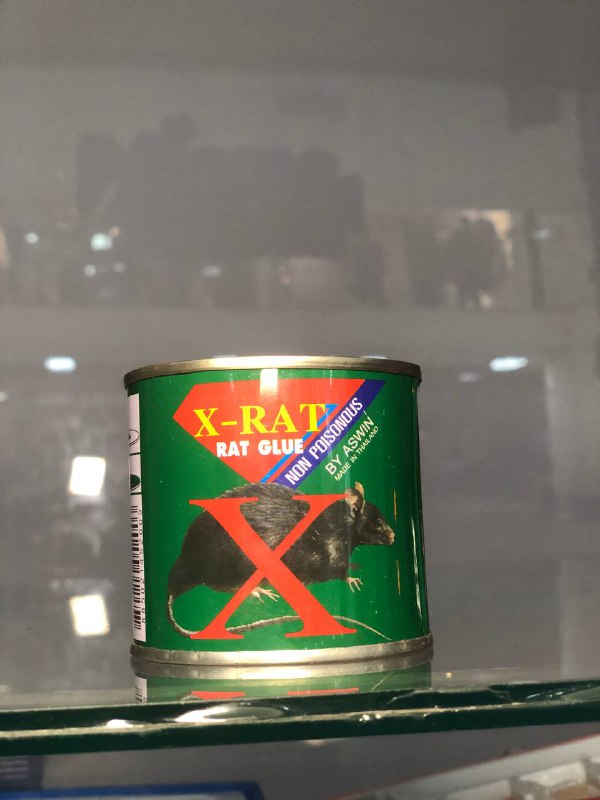 X-RAT
RAT GLUE
NON POISONOUS
BY ASWIN
MADE IN THAILAND
X